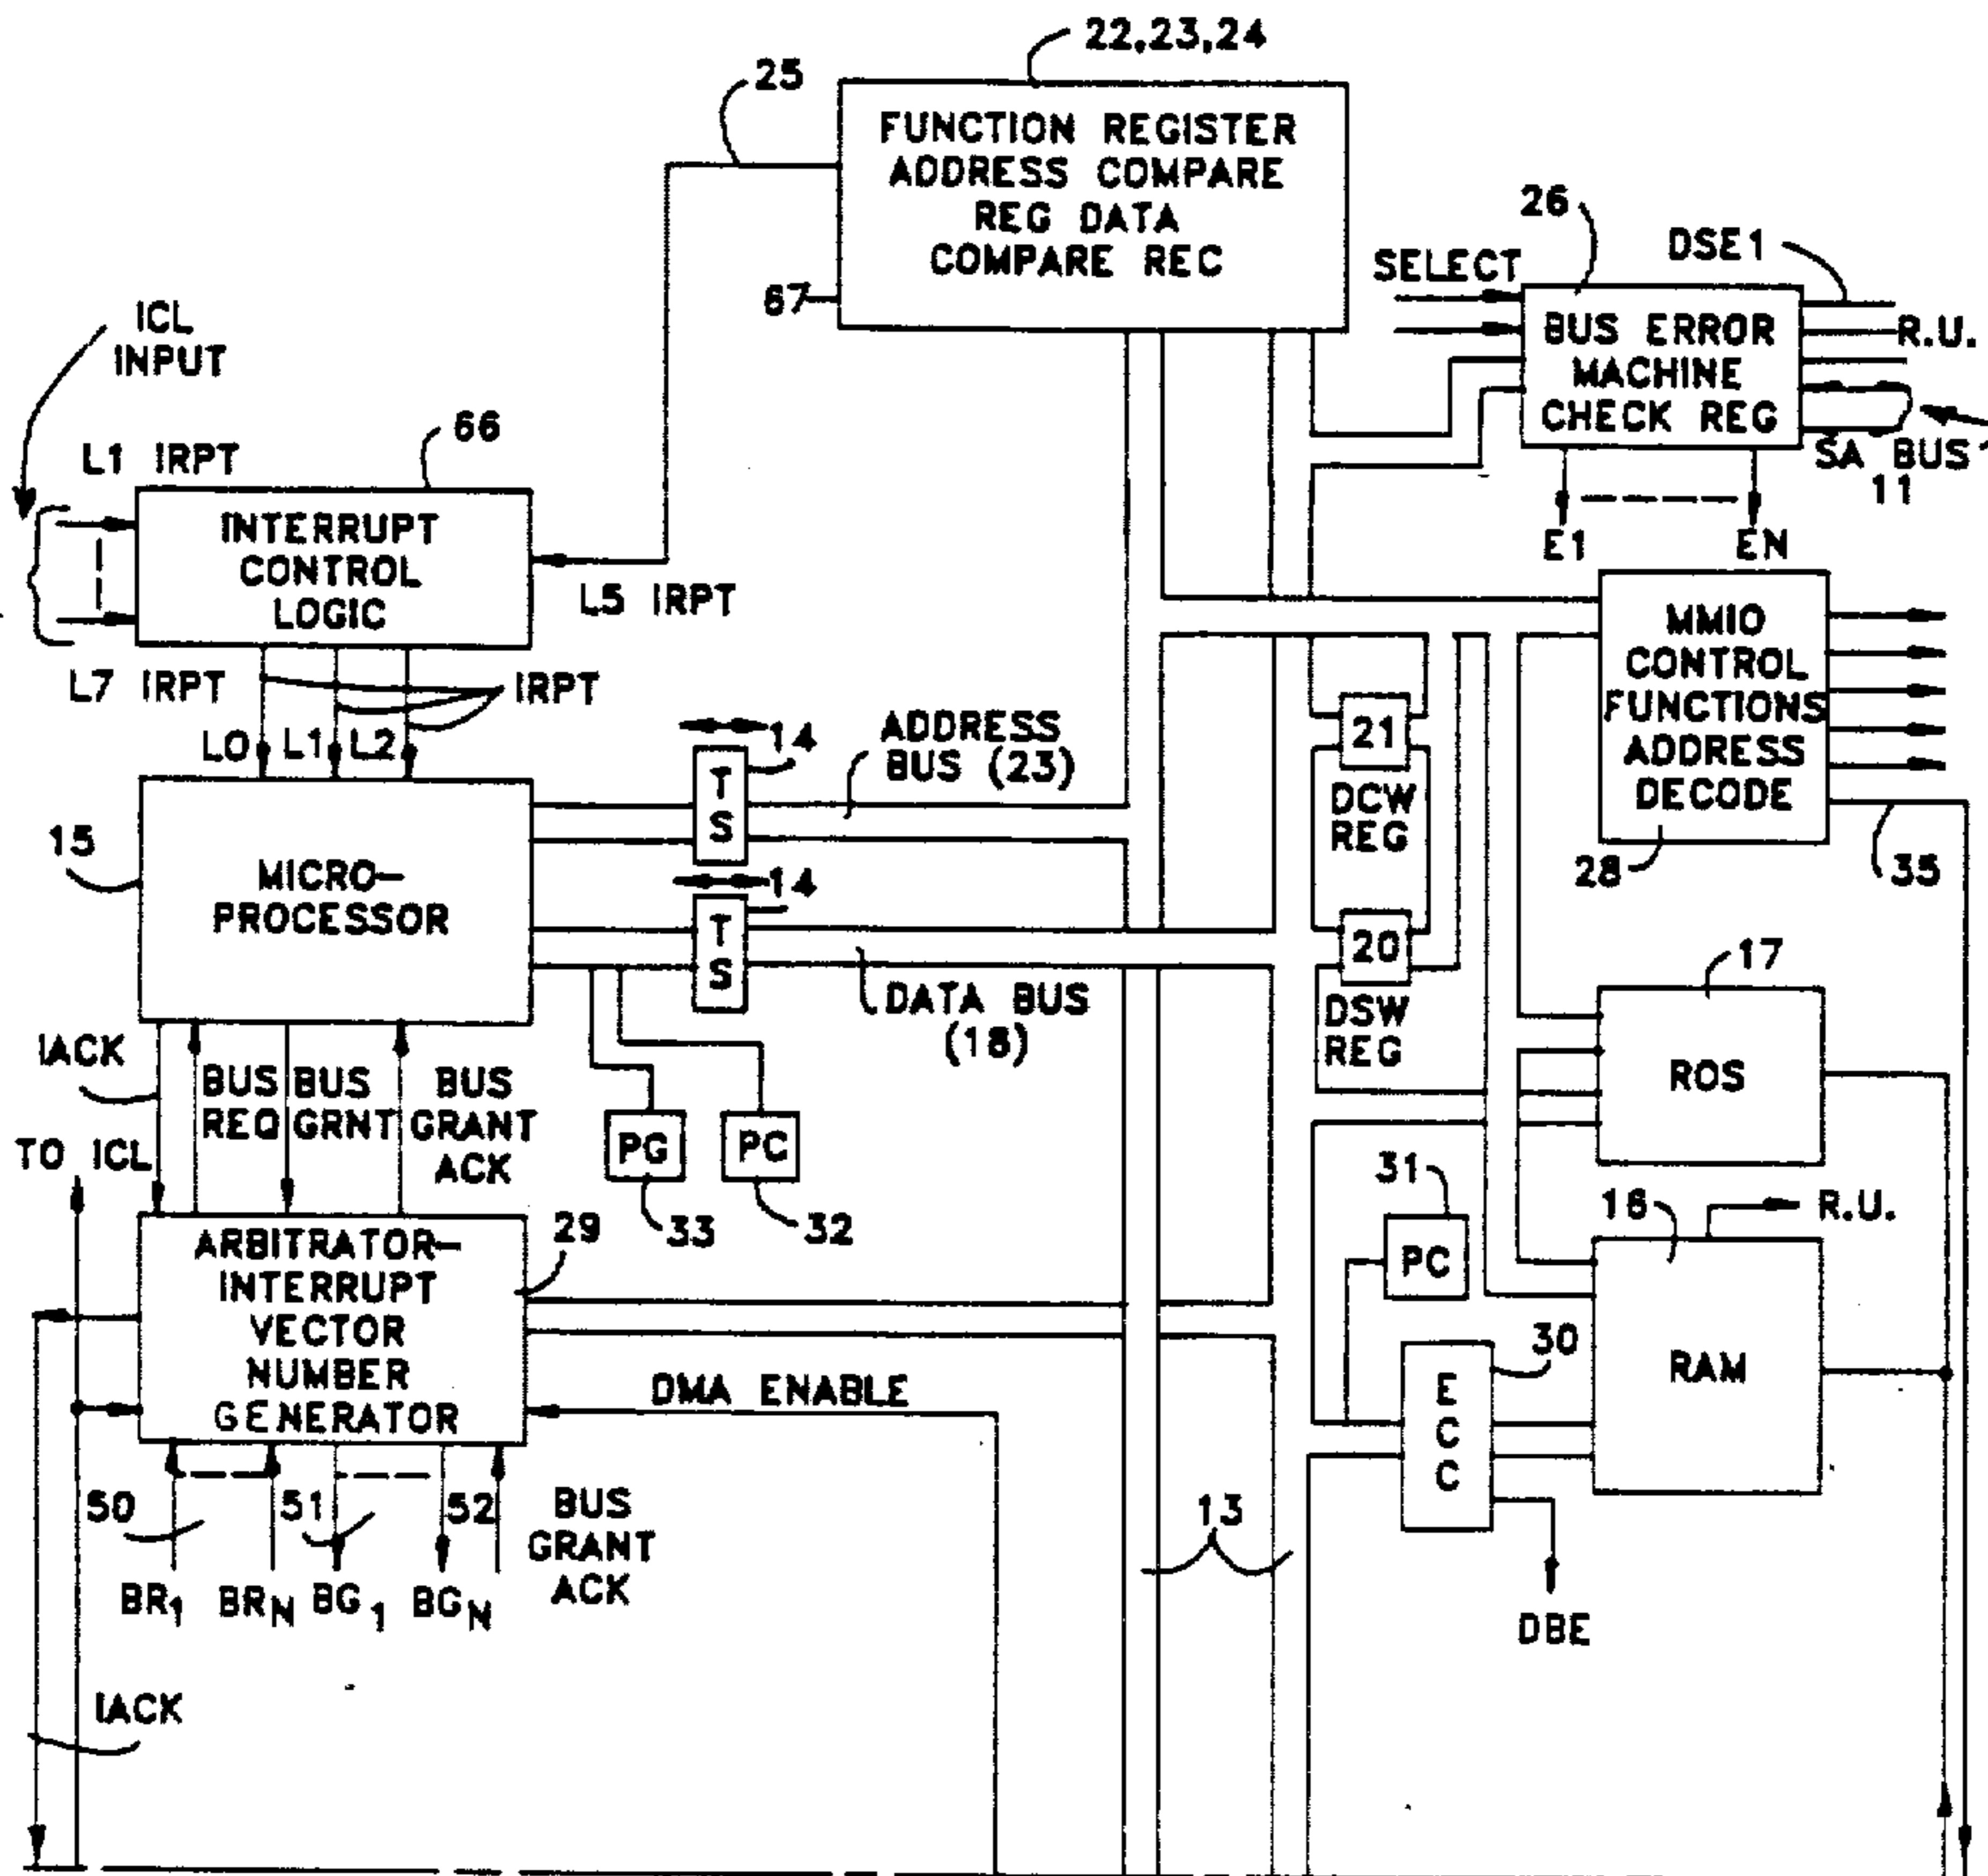 22,23,24
25
FUNCTION REGISTER
ADDRESS COMPARE
REG DATA
COMPARE REC
67
26
SELECT
DSE1
BUS ERROR
MACHINE
CHECK REG
R.U.
SA BUS
11
E1
EN
ICL
INPUT
L1 IRPT
66
INTERRUPT
CONTROL
LOGIC
L5 IRPT
L7 IRPT
IRPT
L0
L1
L2
MMIO
CONTROL
FUNCTIONS
ADDRESS
DECODE
28
35
14
T
S
ADDRESS
BUS (23)
21
DCW
REG
15
MICRO-
PROCESSOR
14
T
S
DATA BUS
(18)
20
DSW
REG
17
ROS
IACK
BUS
REQ
BUS
GRNT
BUS
GRANT
ACK
TO ICL
PG
33
PC
32
31
PC
16
R.U.
RAM
ARBITRATOR-
INTERRUPT
VECTOR
NUMBER
GENERATOR
29
DMA ENABLE
30
E
C
C
DBE
50
51
52
BUS
GRANT
ACK
BR1
BRN
BG1
BGN
13
IACK